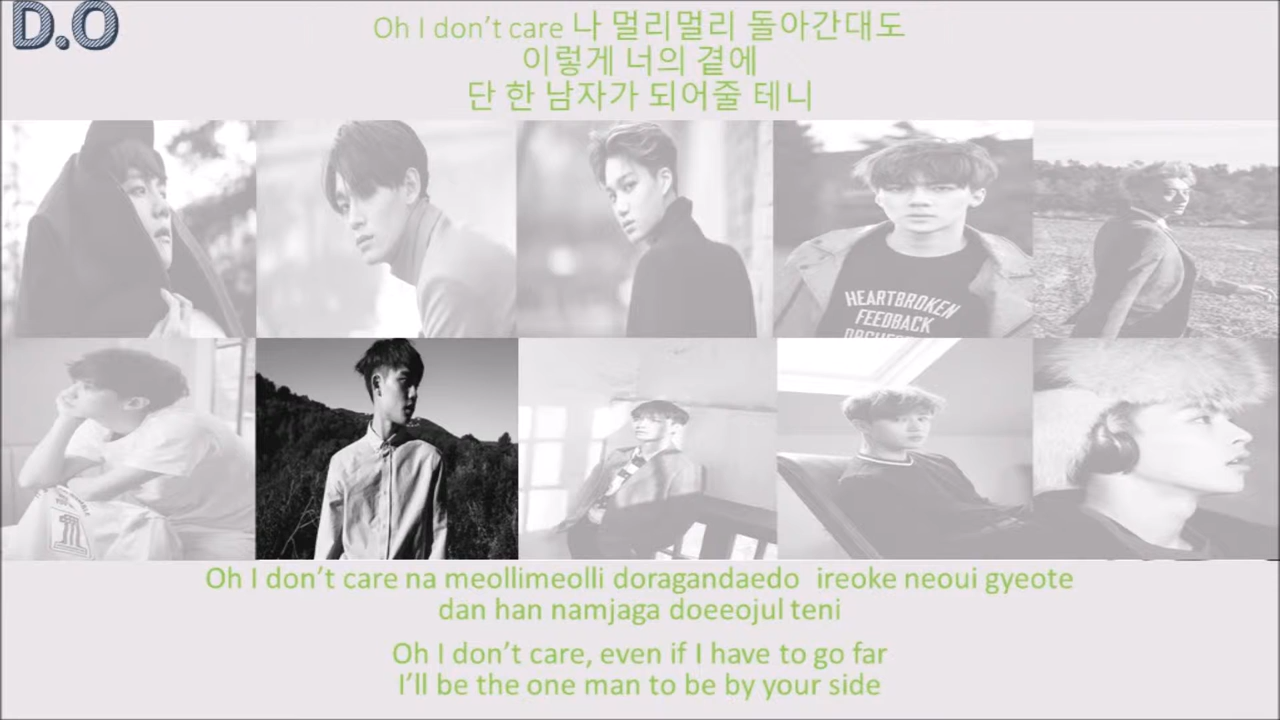 D.O
Oh I don't care 나 멀리멀리 돌아간대도
이렇게 너의 곁에
단 한 남자가 되어줄 테니
HEARTBROKEN
FEEDBACK
Oh I don't care na meollimeolli doragandaedo ireoke neoui gyeote
dan han namjaga doeeojul teni
Oh I don't care, even if I have to go far
I'll be the one man to be by your side